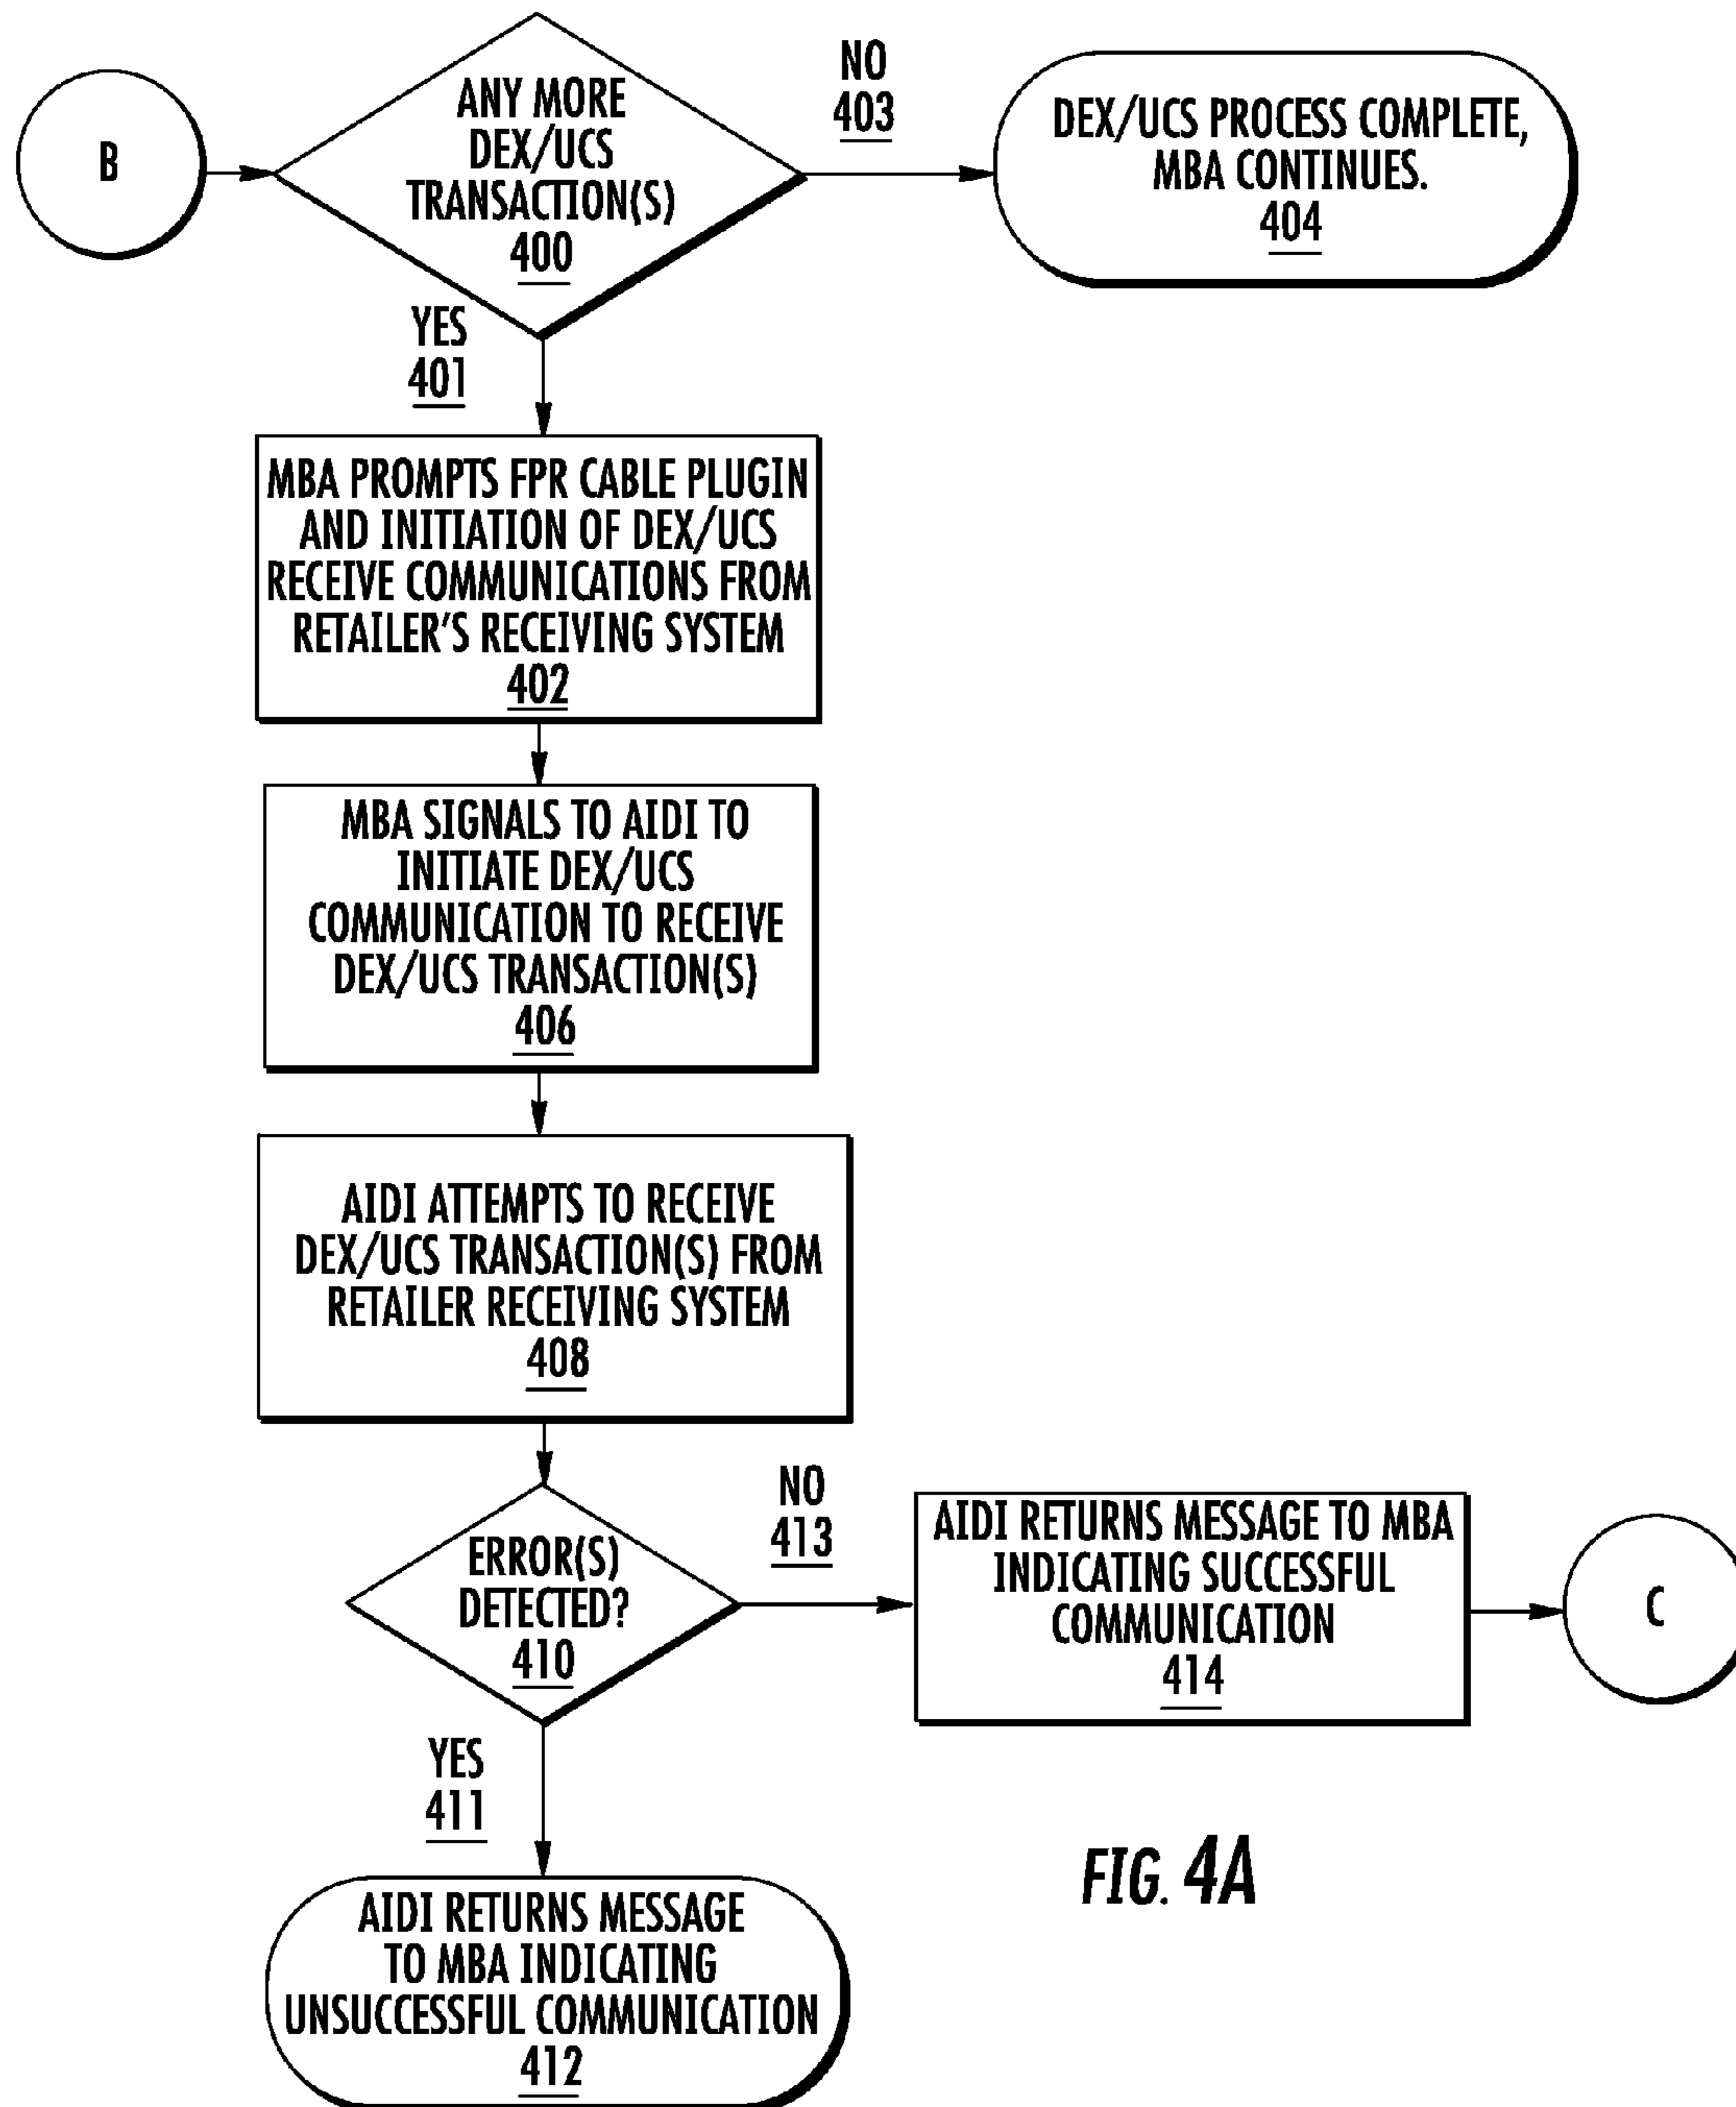 B
ANY MORE
DEX/UCS
TRANSACTION(S)
400
NO
403
DEX/UCS PROCESS COMPLETE,
MBA CONTINUES.
404
YES
401
MBA PROMPTS FPR CABLE PLUGIN
AND INITIATION OF DEX/UCS
RECEIVE COMMUNICATIONS FROM
RETAILER'S RECEIVING SYSTEM
402
MBA SIGNALS TO AIDI TO
INITIATE DEX/UCS
COMMUNICATION TO RECEIVE
DEX/UCS TRANSACTION(S)
406
AIDI ATTEMPTS TO RECEIVE
DEX/UCS TRANSACTION(S) FROM
RETAILER RECEIVING SYSTEM
408
ERROR(S)
DETECTED?
410
NO
413
AIDI RETURNS MESSAGE TO MBA
INDICATING SUCCESSFUL
COMMUNICATION
414
C
YES
411
AIDI RETURNS MESSAGE
TO MBA INDICATING
UNSUCCESSFUL COMMUNICATION
412
FIG. 4A